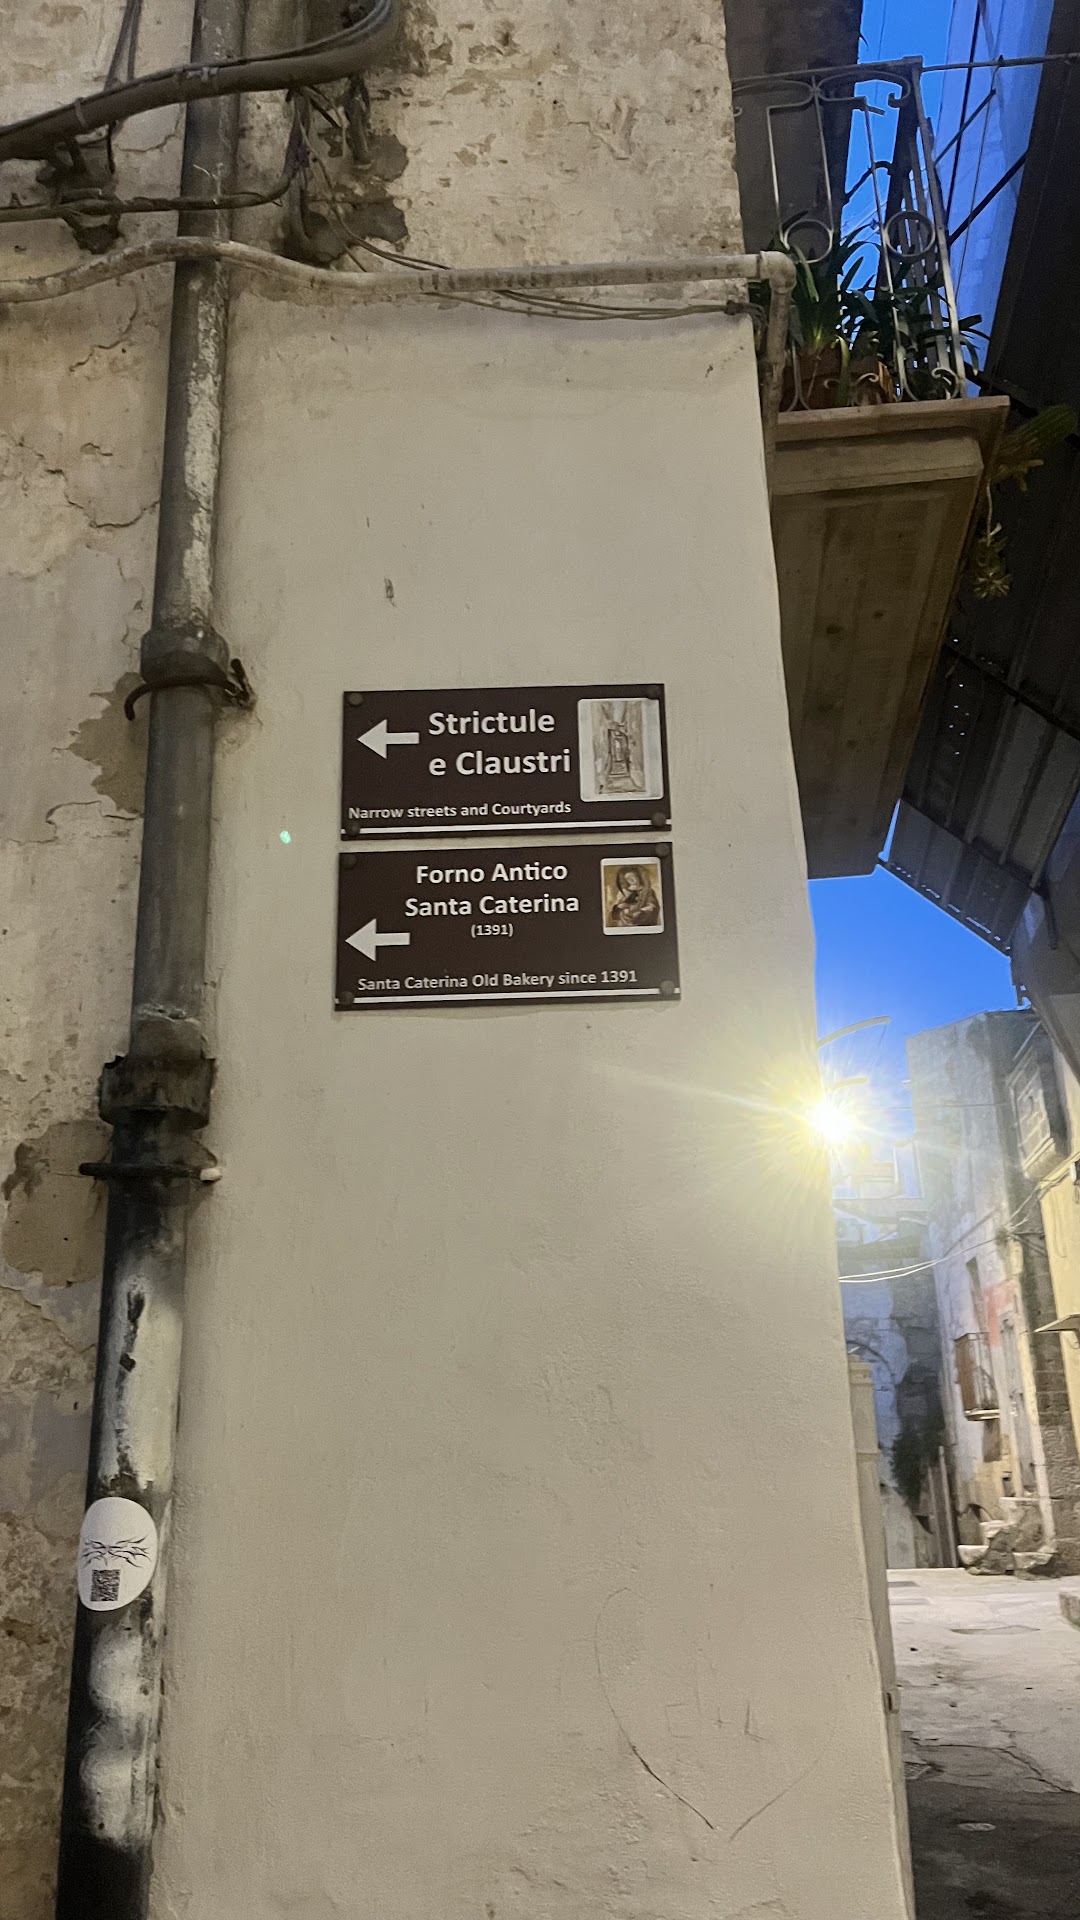 Strictule
e Claustri
Narrow streets and Courtyards
Forno Antico
Santa Caterina
(1391)
Santa Caterina Old Bakery since 1391